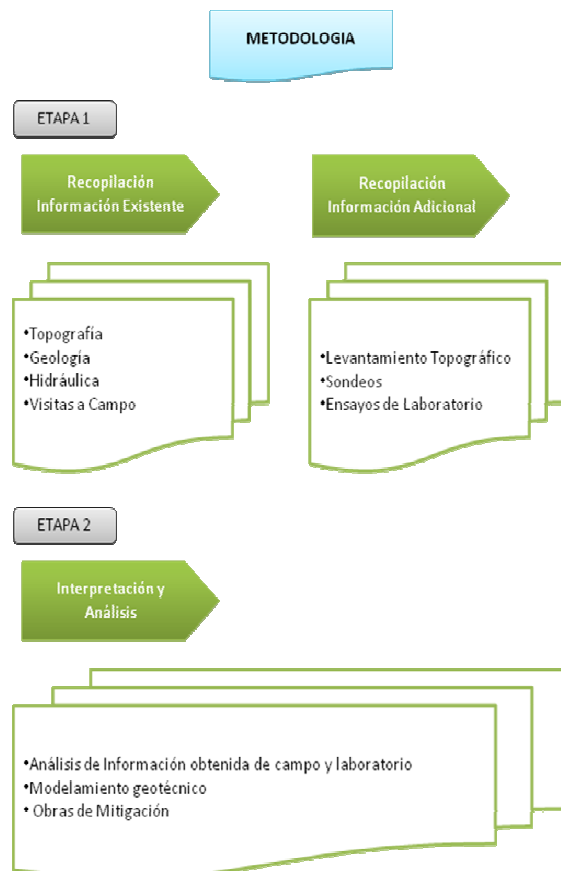 METODOLOGIA
ETAPA 1
Recopilación
Información Existente
Recopilación
Información Adicional
•Topografía
•Geología
•Hidráulica
•Visitas a Campo
•Levantamiento Topográfico
•Sondeos
•Ensayos de Laboratorio
ETAPA 2
Interpretación y
Análisis
•Análisis de Información obtenida de campo y laboratorio
•Modelamiento geotécnico
• Obras de Mitigación